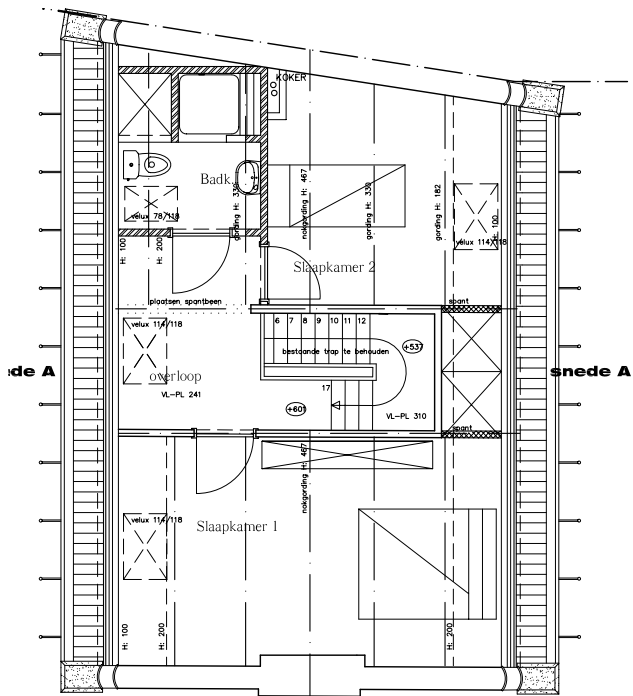 KOKER
Badk.
gording H: 330
nokgording H: 467
gording H: 330
gording H: 182
H: 100
velux 78/118
velux 114/118
H: 100
H: 200
Slaapkamer 2
plaatsen spantbeen
spant
velux 114/118
6 7 8 9 10 11 12
+537
bestaande trap te behouden
snede A
overloop
17
VL-PL 241
+601
VL-PL 310
spant
nokgording H: 467
velux 114/118
Slaapkamer 1
H: 100
H: 200
H: 200